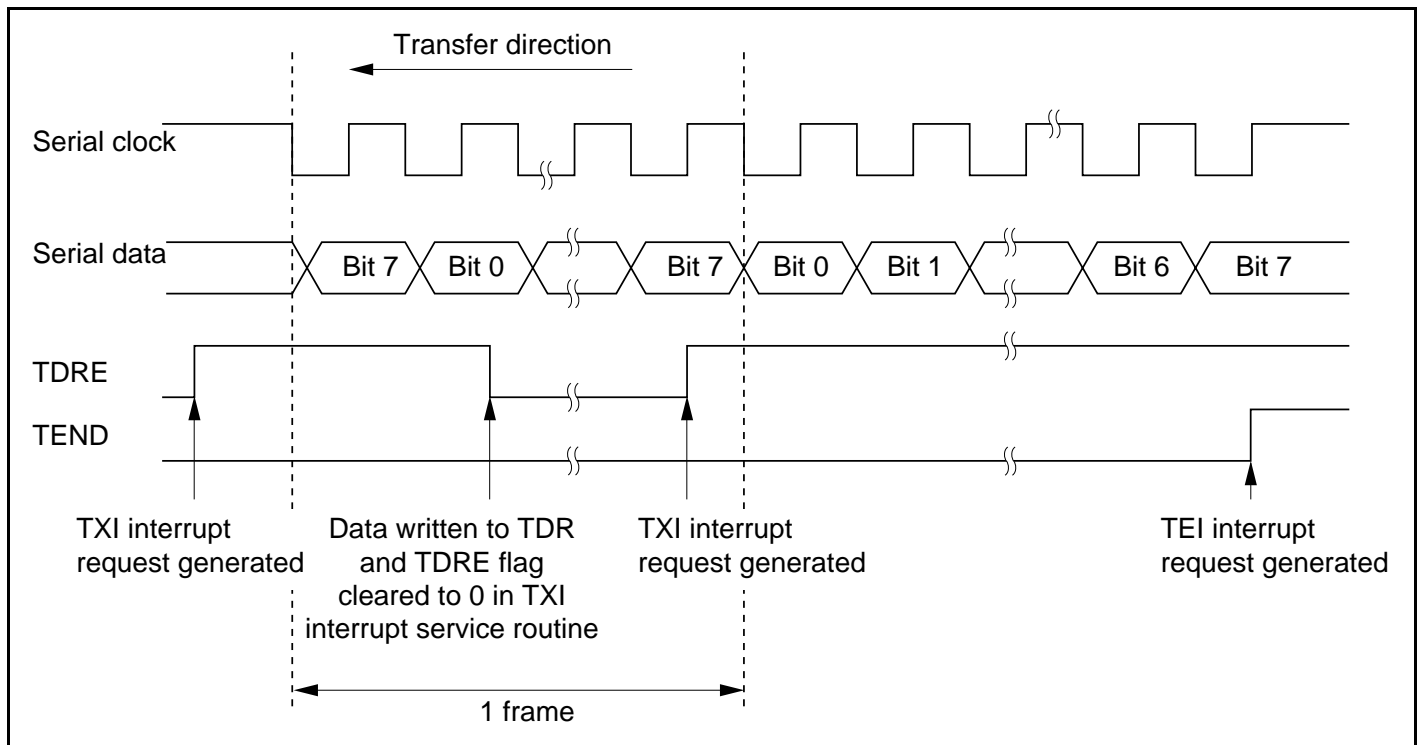 Transfer direction
Serial clock
Serial data
Bit 7
Bit 0
Bit 7
Bit 0
Bit 1
Bit 6
Bit 7
TDRE
TEND
TXI interrupt
request generated
Data written to TDR
and TDRE flag
cleared to 0 in TXI
interrupt service routine
TXI interrupt
request generated
TEI interrupt
request generated
1 frame